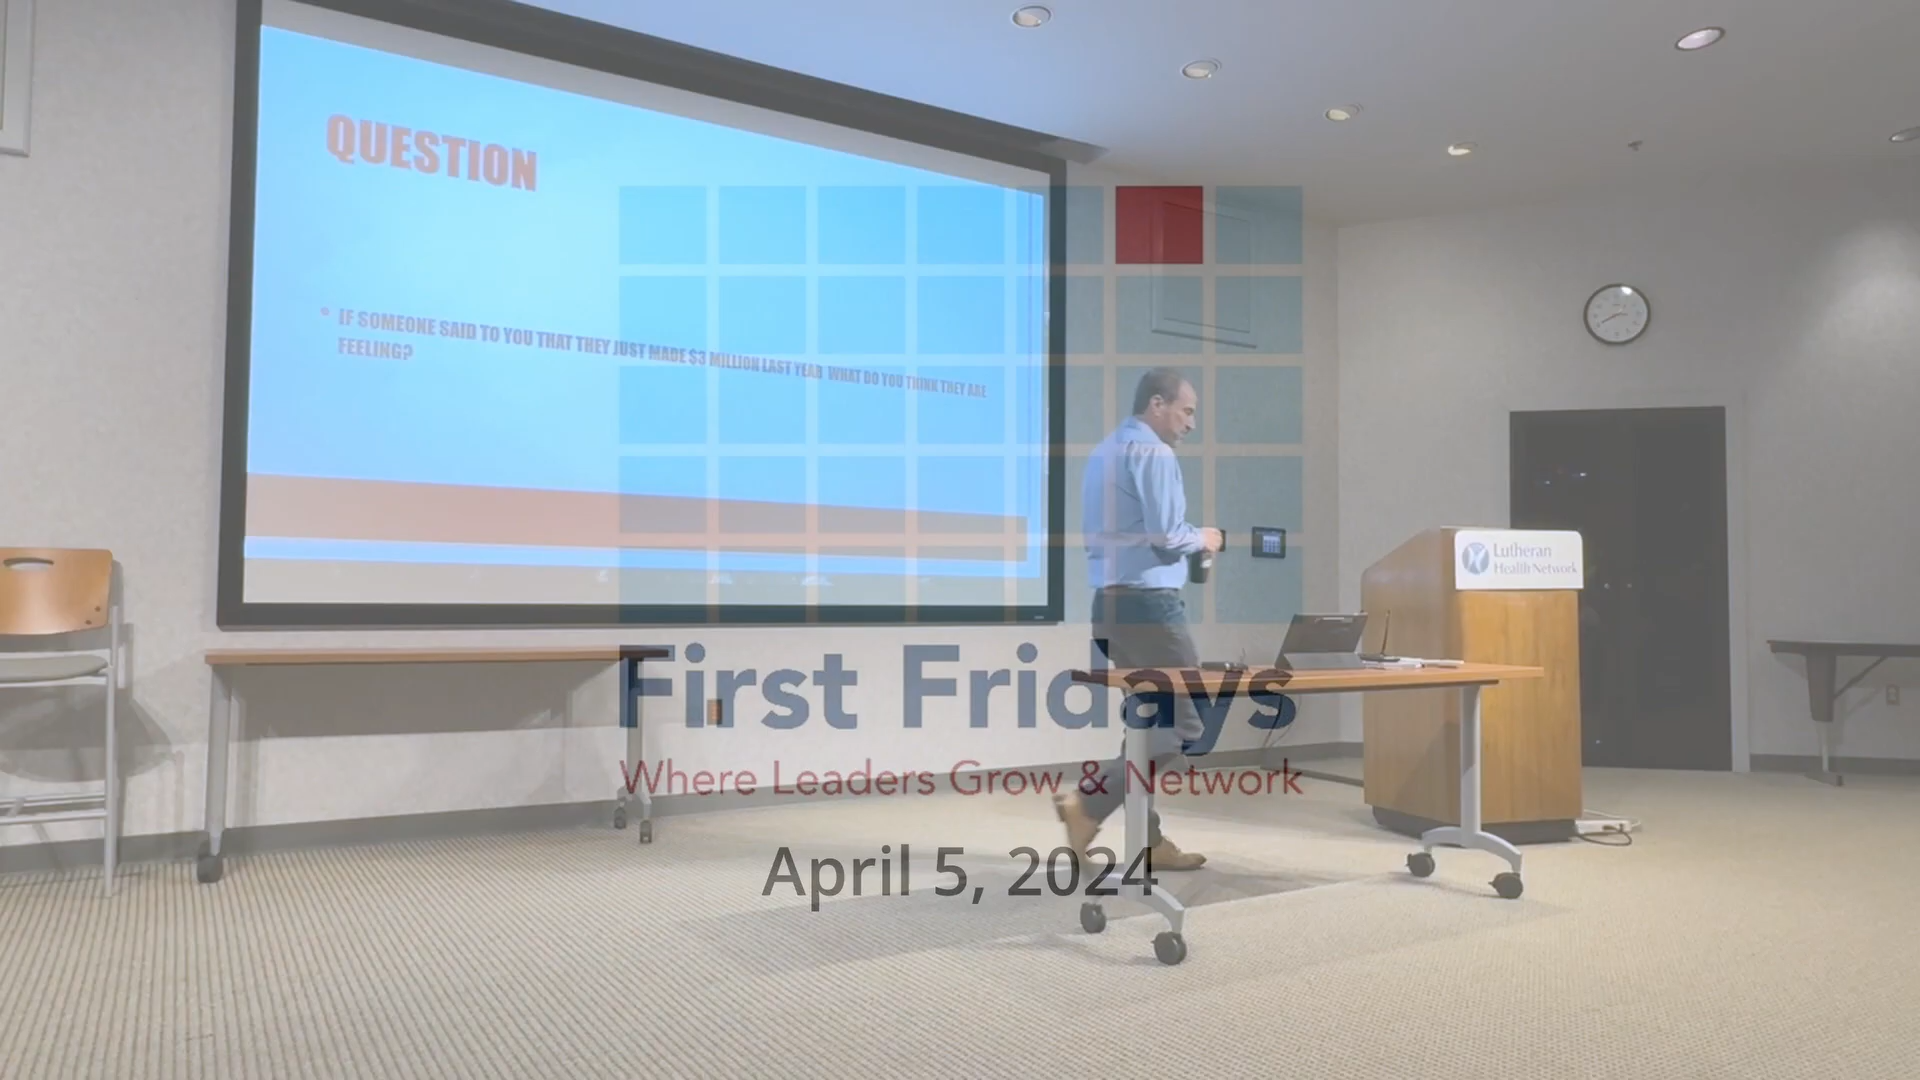 QUESTION
• IF SOMEONE SAID TO YOU THAT THEY JUST MADE $3 MILLION LAST YEAR WHAT DO YOU THINK THEY ARE
FEELING?
Lutheran
Health Network
First Fridays
Where Leaders Grow & Network
April 5, 2024